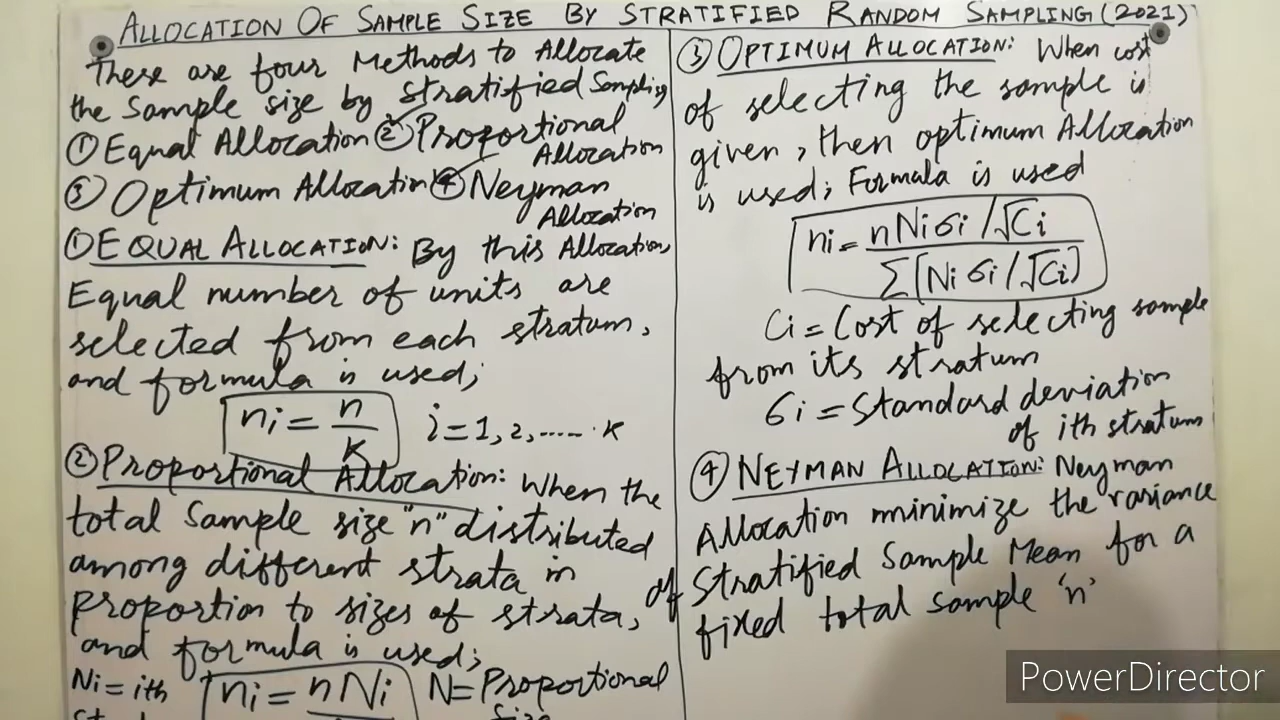 ALLOCATION OF SAMPLE SIZE BY STRATIFIED RANDOM SAMPLING (2021)
These are four Methods to Allocate
the Sample size by Stratified Sampling
① Equal Allocation ② Proportional
Allocation
③ Optimum Allocation ④ Neyman
Allocation
① EQUAL ALLOCATION: By this Allocation,
Equal number of units are
selected from each stratum,
and formula is used;
ni = n/k i = 1, 2, ...... k
② Proportional Allocation: When the
total Sample size "n" distributed
among different strata in
proportion to sizes of strata,
and formula is used;
Ni = ith ni = nNi N = Proportional
Size
③ OPTIMUM ALLOCATION: When cost
of selecting the sample is
given, then optimum Allocation
is used; Formula is used
ni = nNiσi/√Ci
Σ[Niσi/√Ci]
Ci = Cost of selecting sample
from its stratum
σi = Standard deviation
of ith stratum
④ NEYMAN ALLOCATION: Neyman
Allocation minimize the variance
of Stratified Sample Mean for a
fixed total sample 'n'
PowerDirector